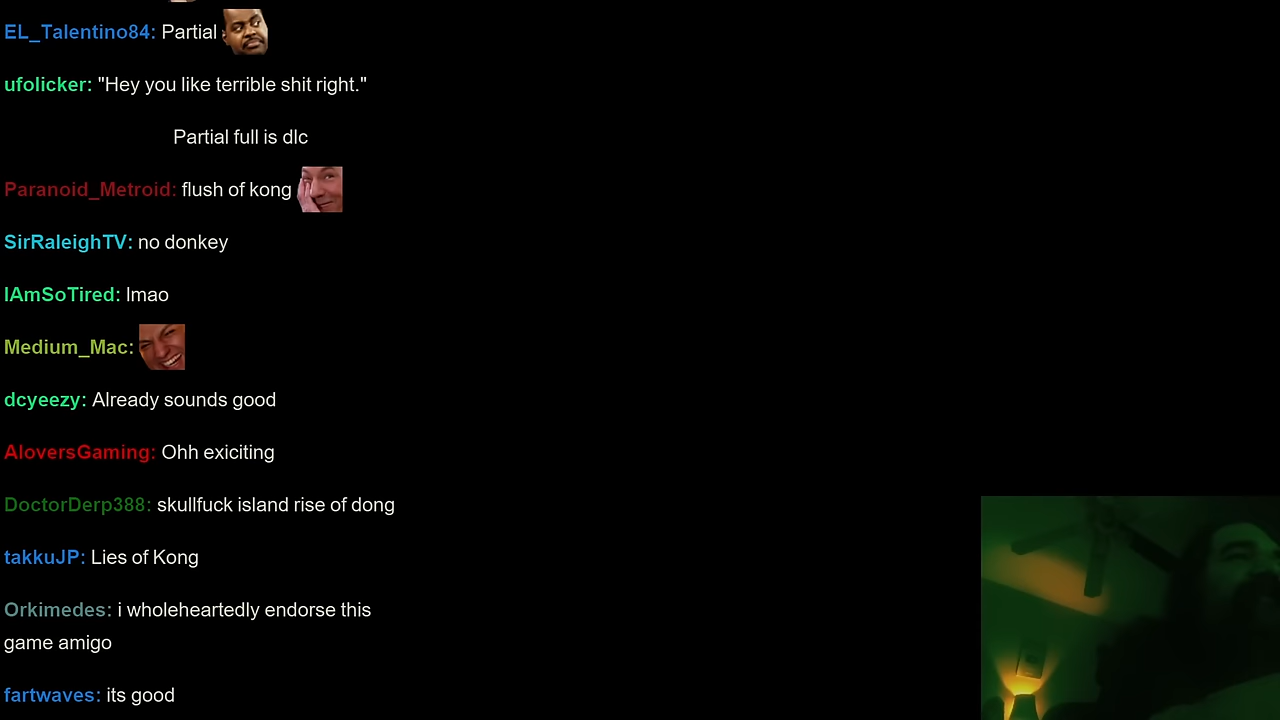 EL_Talentino84: Partial
ufolicker: "Hey you like terrible shit right."
Partial full is dlc
Paranoid_Metroid: flush of kong
SirRaleighTV: no donkey
IAmSoTired: lmao
Medium_Mac:
dcyeezy: Already sounds good
AloversGaming: Ohh exiciting
DoctorDerp388: skullfuck island rise of dong
takkuJP: Lies of Kong
Orkimedes: i wholeheartedly endorse this
game amigo
fartwaves: its good